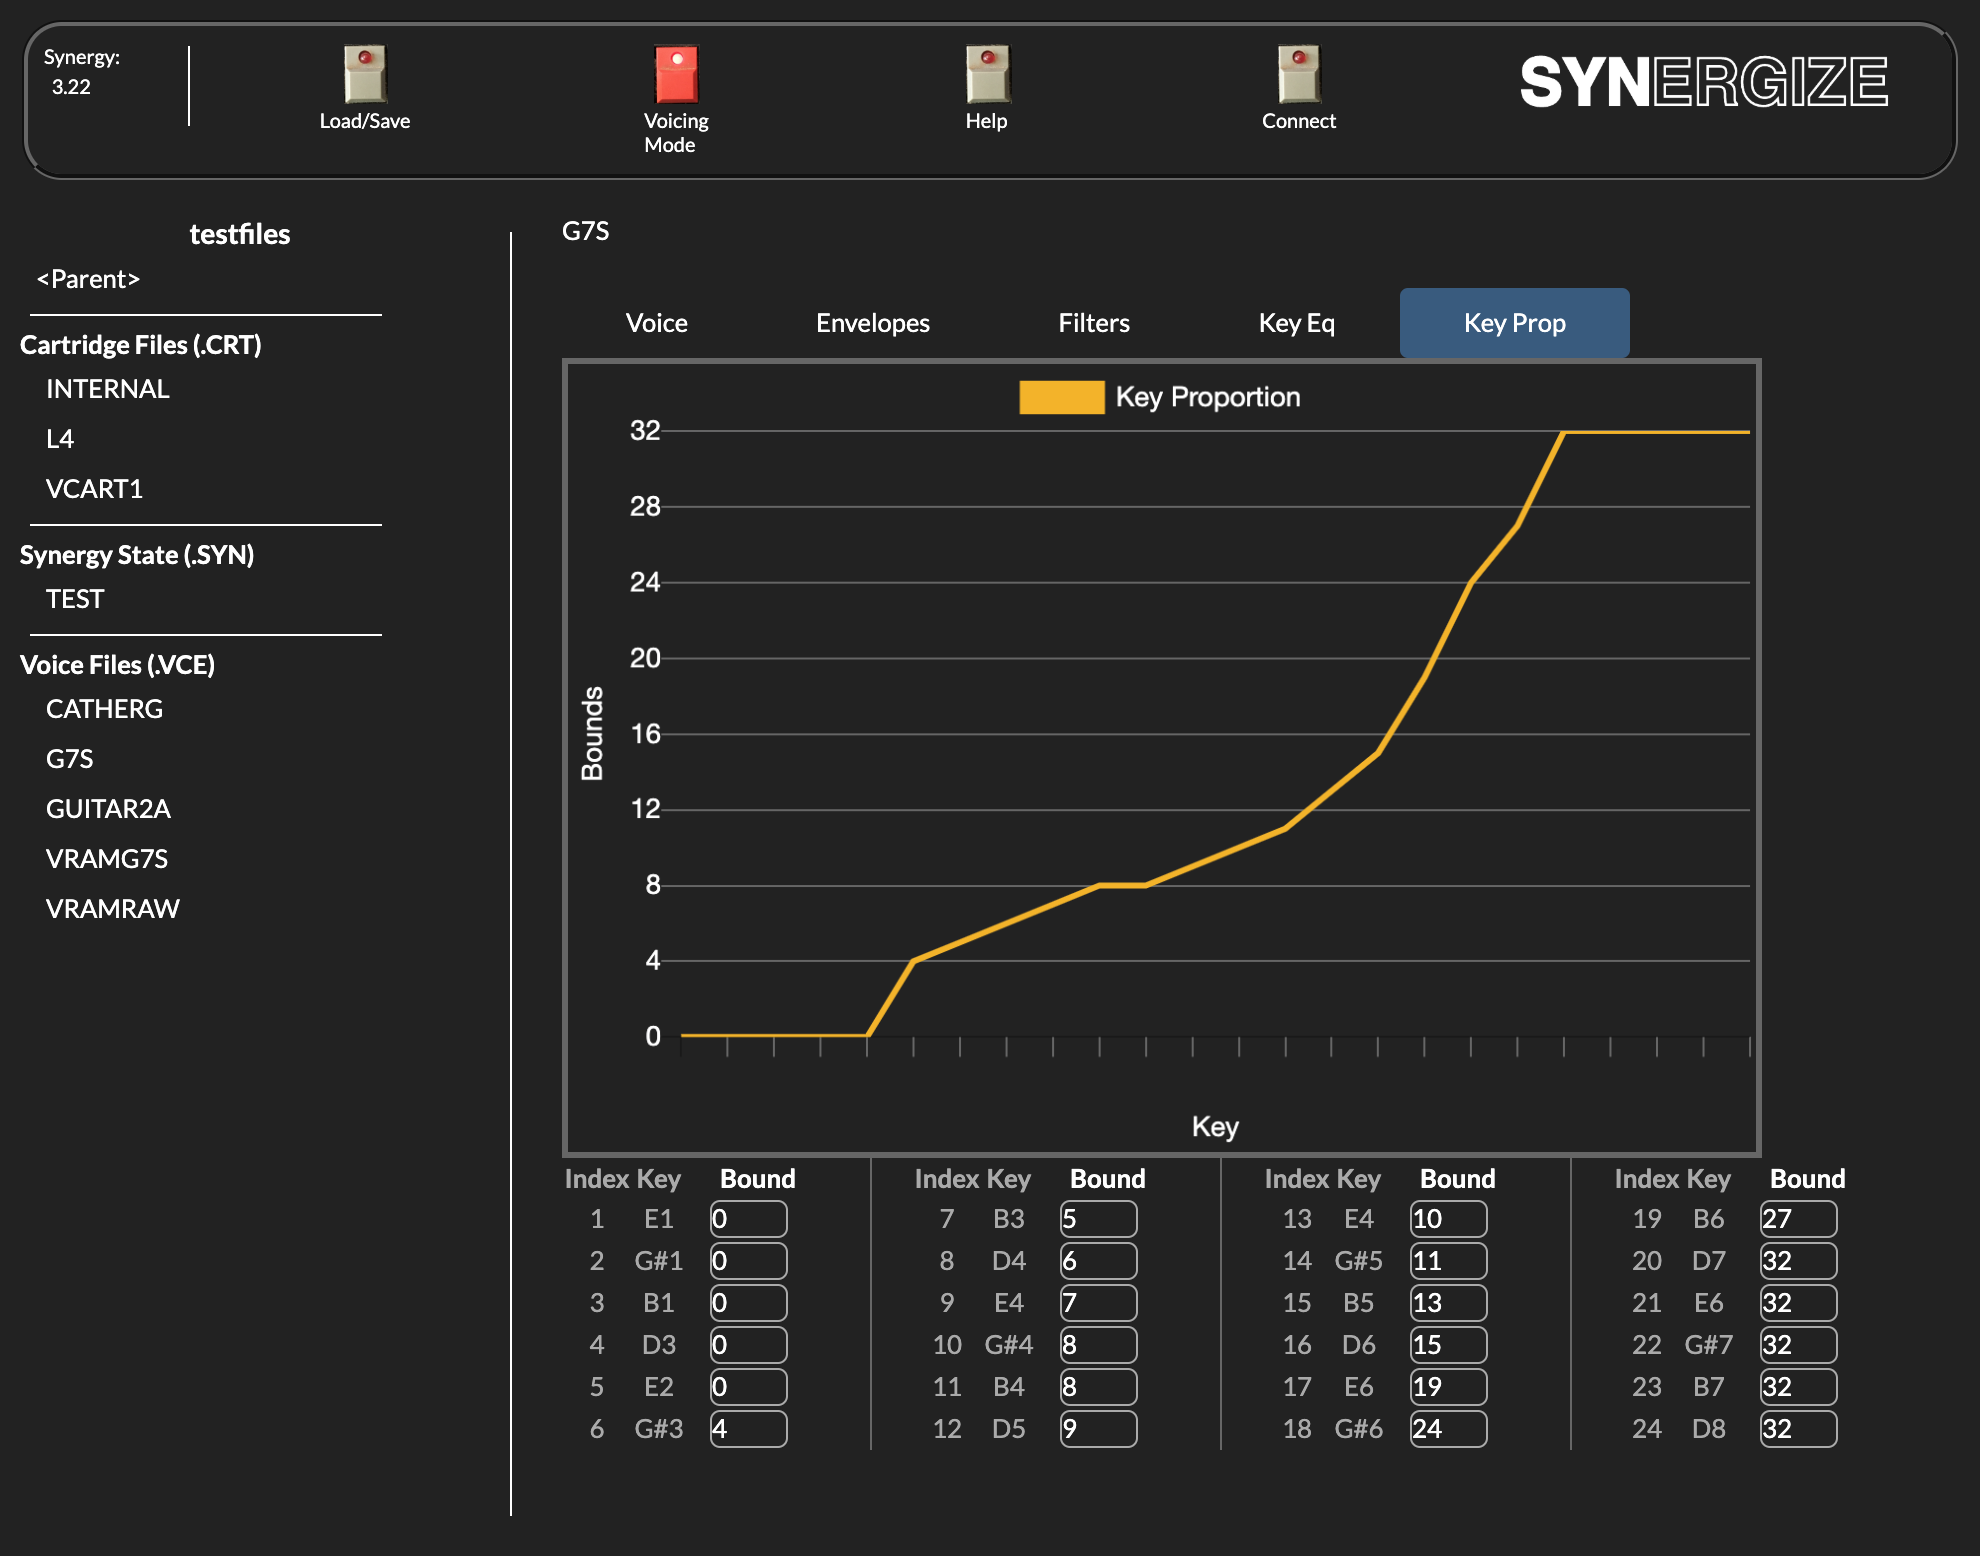 Synergy:
3.22
Load/Save
Voicing
Mode
Help
Connect
SYNERGIZE
testfiles
<Parent>
Cartridge Files (.CRT)
INTERNAL
L4
VCART1
Synergy State (.SYN)
TEST
Voice Files (.VCE)
CATHERG
G7S
GUITAR2A
VRAMG7S
VRAMRAW
G7S
Voice Envelopes Filters Key Eq Key Prop
Key Proportion
32
28
24
20
16
12
8
4
0
Bounds
Key
Index Key Bound Index Key Bound Index Key Bound Index Key Bound
1 E1 0 7 B3 5 13 E4 10 19 B6 27
2 G#1 0 8 D4 6 14 G#5 11 20 D7 32
3 B1 0 9 E4 7 15 B5 13 21 E6 32
4 D3 0 10 G#4 8 16 D6 15 22 G#7 32
5 E2 0 11 B4 8 17 E6 19 23 B7 32
6 G#3 4 12 D5 9 18 G#6 24 24 D8 32